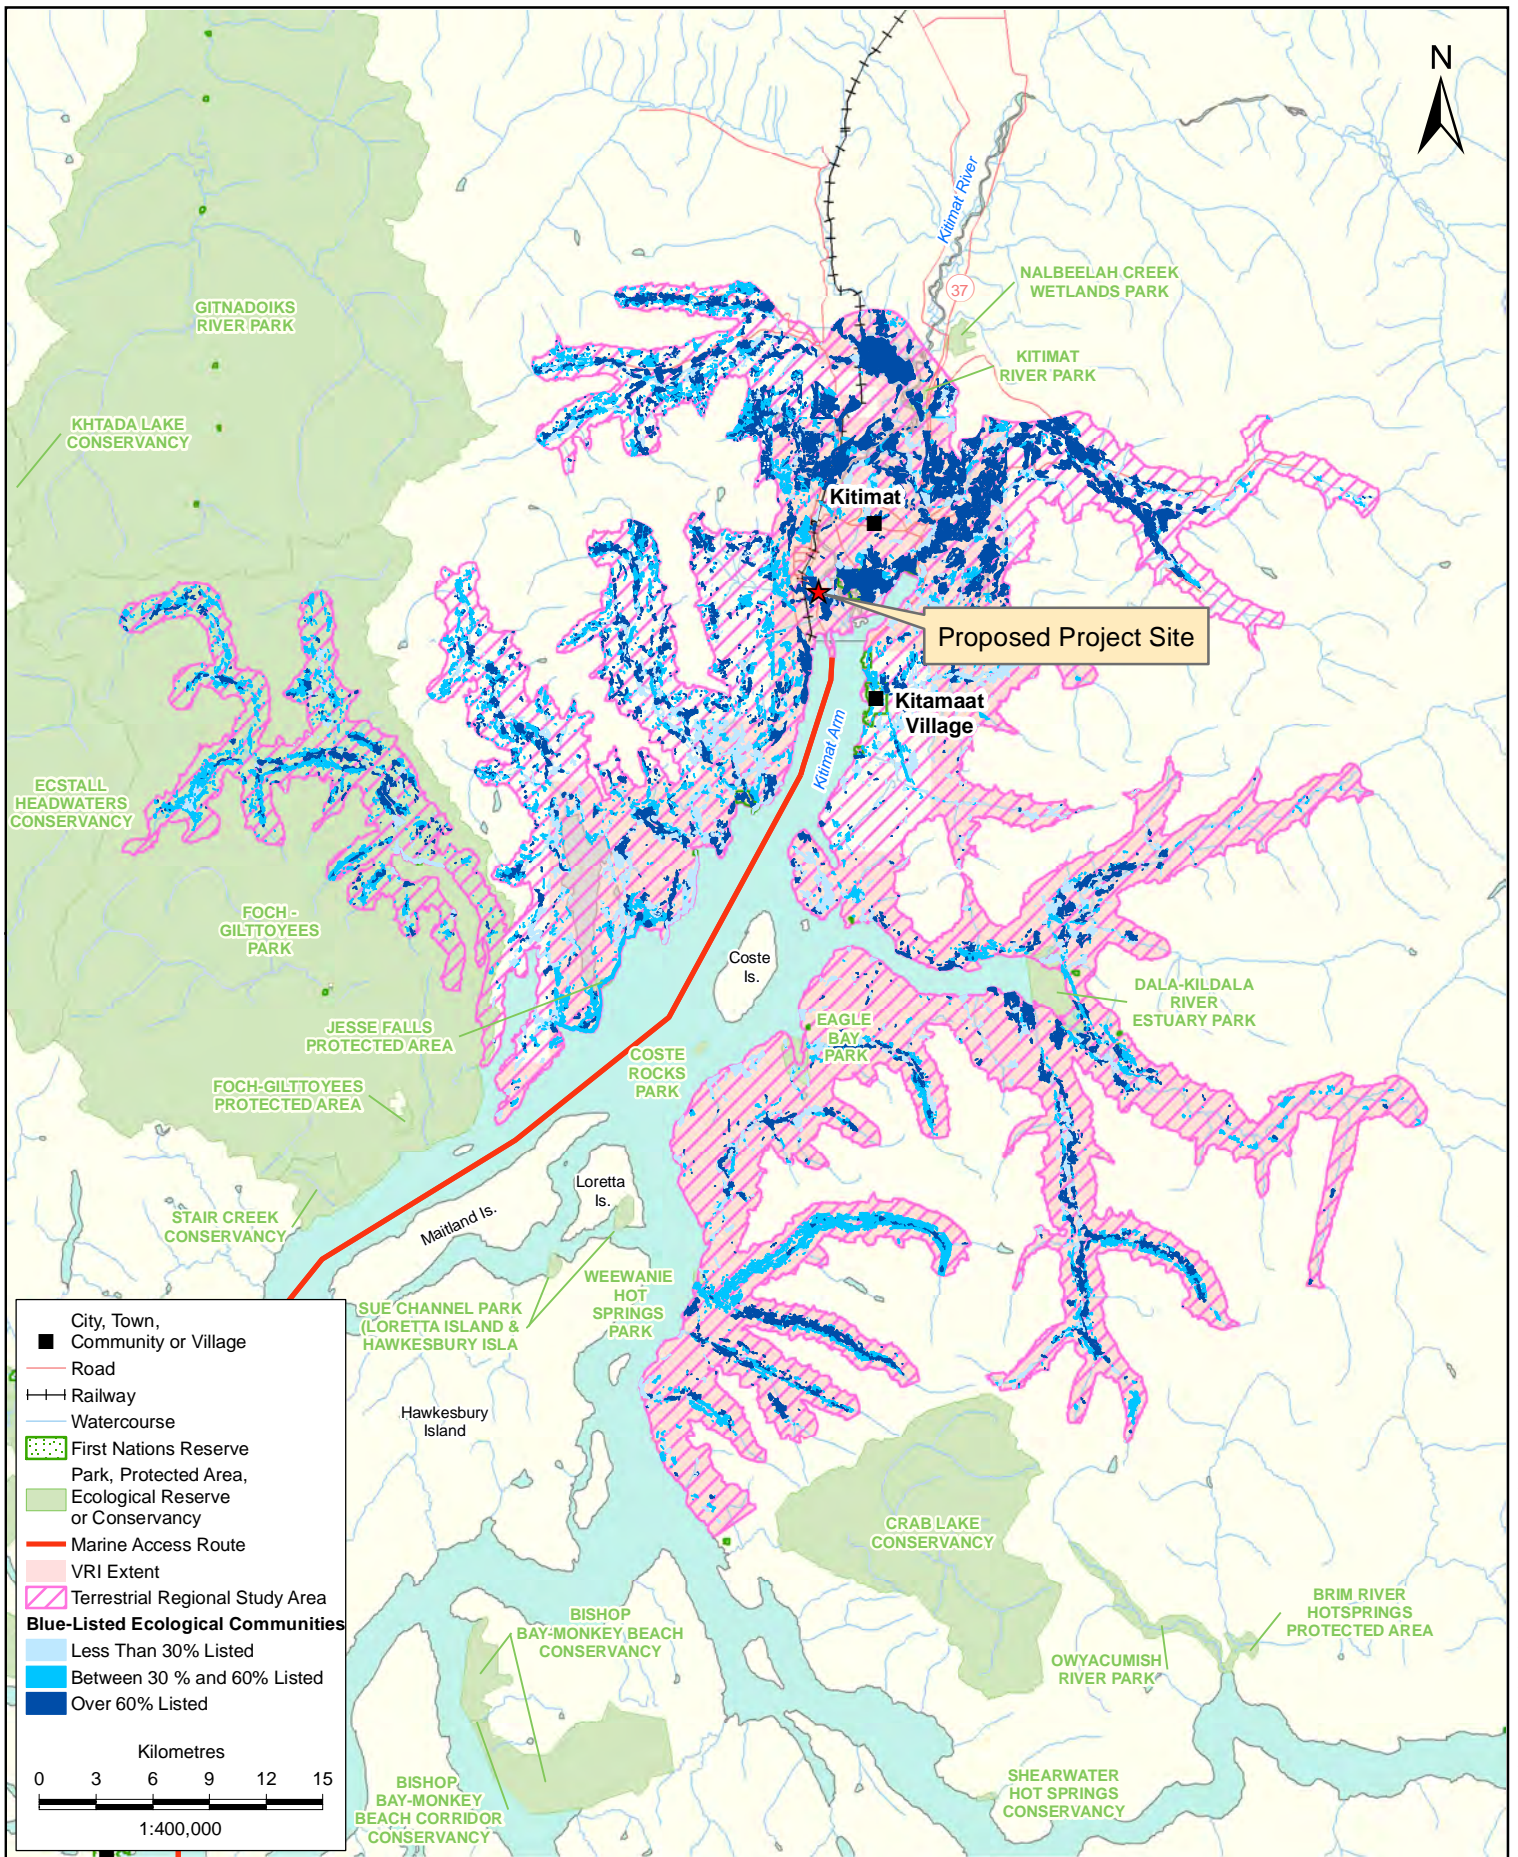 N
Kitimat River
37
NALBEELAH CREEK
WETLANDS PARK
GITNADOIKS
RIVER PARK
KITIMAT
RIVER PARK
KHTADA LAKE
CONSERVANCY
Kitimat
Proposed Project Site
Kitamaat
Village
Kitimat Arm
ECSTALL
HEADWATERS
CONSERVANCY
FOCH -
GILTTOYEES
PARK
Coste
Is.
DALA-KILDALA
RIVER
ESTUARY PARK
JESSE FALLS
PROTECTED AREA
EAGLE
BAY
PARK
COSTE
ROCKS
PARK
FOCH-GILTTOYEES
PROTECTED AREA
Loretta
Is.
STAIR CREEK
CONSERVANCY
Maitland Is.
WEEWANIE
HOT
SPRINGS
PARK
SUE CHANNEL PARK
(LORETTA ISLAND &
HAWKESBURY ISLA
Hawkesbury
Island
CRAB LAKE
CONSERVANCY
BRIM RIVER
HOTSPRINGS
PROTECTED AREA
BISHOP
BAY-MONKEY BEACH
CONSERVANCY
OWYACUMISH
RIVER PARK
BISHOP
BAY-MONKEY
BEACH CORRIDOR
CONSERVANCY
SHEARWATER
HOT SPRINGS
CONSERVANCY
City, Town,
Community or Village
Road
Railway
Watercourse
First Nations Reserve
Park, Protected Area,
Ecological Reserve
or Conservancy
Marine Access Route
VRI Extent
Terrestrial Regional Study Area
Blue-Listed Ecological Communities
Less Than 30% Listed
Between 30 % and 60% Listed
Over 60% Listed
Kilometres
0 3 6 9 12 15
1:400,000